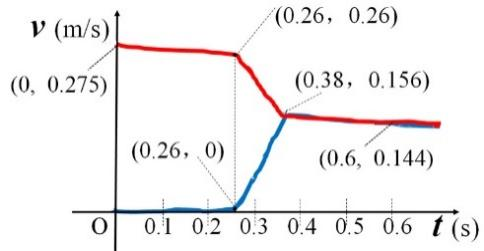 v (m/s)
(0.26，0.26)
(0, 0.275)
(0.38，0.156)
(0.26，0)
(0.6, 0.144)
O 0.1 0.2 0.3 0.4 0.5 0.6 t (s)